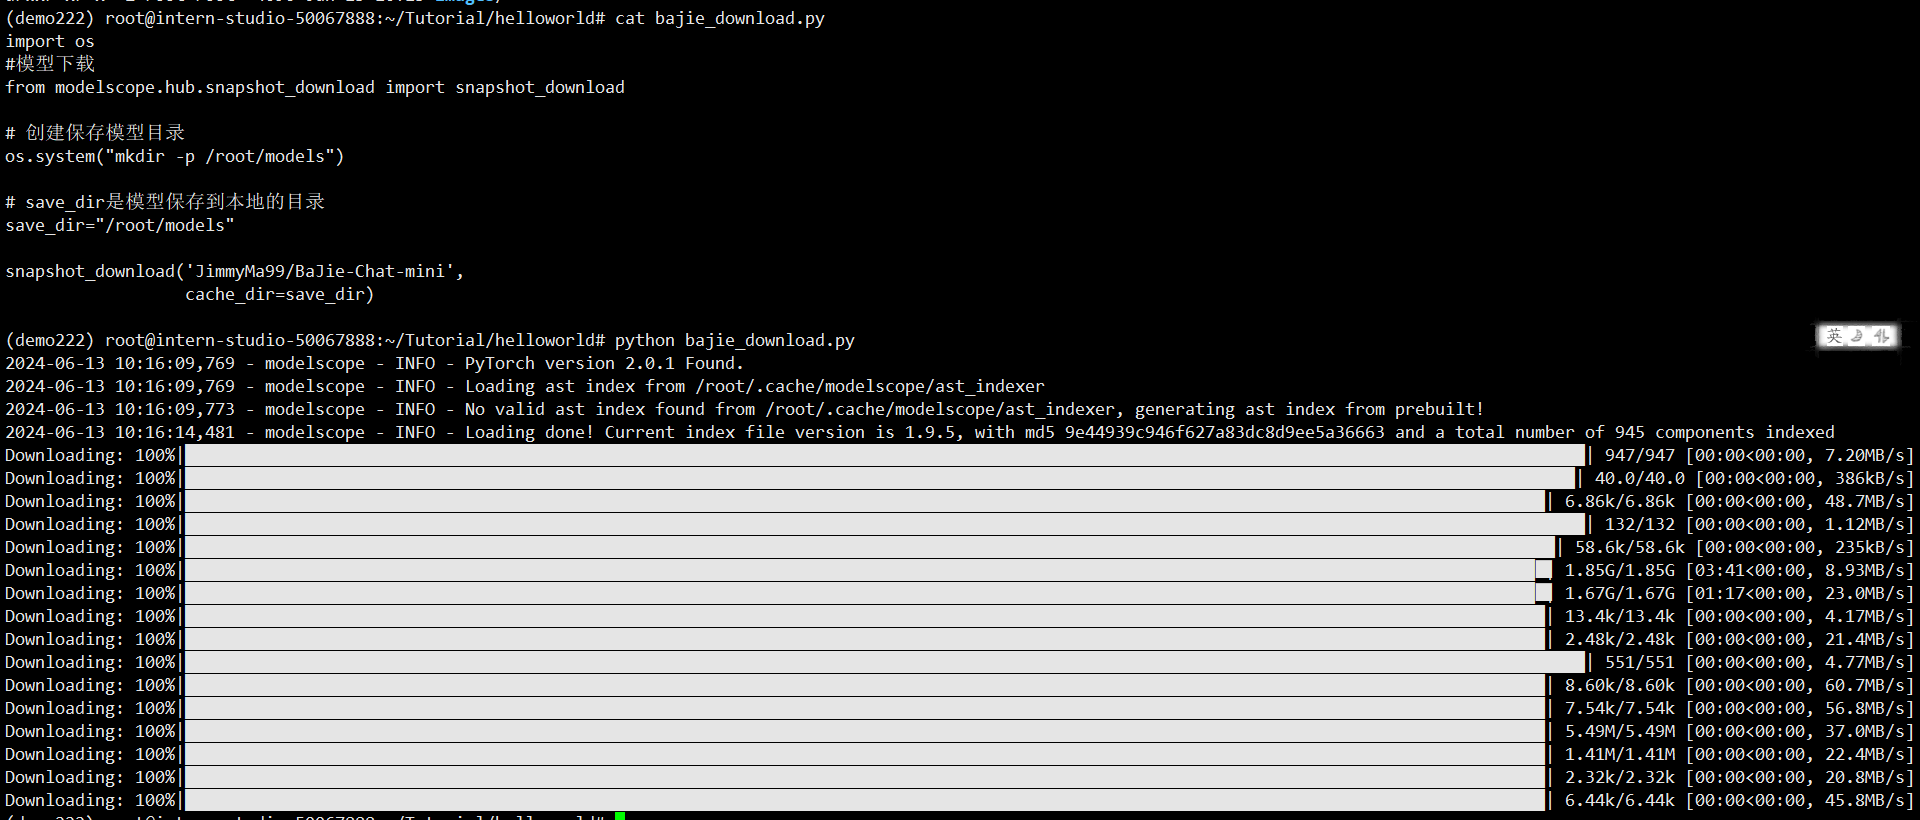 (demo222) root@intern-studio-50067888:~/Tutorial/helloworld# cat bajie_download.py
import os
#模型下载
from modelscope.hub.snapshot_download import snapshot_download
# 创建保存模型目录
os.system("mkdir -p /root/models")
# save_dir是模型保存到本地的目录
save_dir="/root/models"
snapshot_download('JimmyMa99/BaJie-Chat-mini',
cache_dir=save_dir)
(demo222) root@intern-studio-50067888:~/Tutorial/helloworld# python bajie_download.py
英
2024-06-13 10:16:09,769 - modelscope - INFO - PyTorch version 2.0.1 Found.
2024-06-13 10:16:09,769 - modelscope - INFO - Loading ast index from /root/.cache/modelscope/ast_indexer
2024-06-13 10:16:09,773 - modelscope - INFO - No valid ast index found from /root/.cache/modelscope/ast_indexer, generating ast index from prebuilt!
2024-06-13 10:16:14,481 - modelscope - INFO - Loading done! Current index file version is 1.9.5, with md5 9e44939c946f627a83dc8d9ee5a36663 and a total number of 945 components indexed
Downloading: 100%| | 947/947 [00:00<00:00, 7.20MB/s]
Downloading: 100%| | 40.0/40.0 [00:00<00:00, 386kB/s]
Downloading: 100%| | 6.86k/6.86k [00:00<00:00, 48.7MB/s]
Downloading: 100%| | 132/132 [00:00<00:00, 1.12MB/s]
Downloading: 100%| | 58.6k/58.6k [00:00<00:00, 235kB/s]
Downloading: 100%| | 1.85G/1.85G [03:41<00:00, 8.93MB/s]
Downloading: 100%| | 1.67G/1.67G [01:17<00:00, 23.0MB/s]
Downloading: 100%| | 13.4k/13.4k [00:00<00:00, 4.17MB/s]
Downloading: 100%| | 2.48k/2.48k [00:00<00:00, 21.4MB/s]
Downloading: 100%| | 551/551 [00:00<00:00, 4.77MB/s]
Downloading: 100%| | 8.60k/8.60k [00:00<00:00, 60.7MB/s]
Downloading: 100%| | 7.54k/7.54k [00:00<00:00, 56.8MB/s]
Downloading: 100%| | 5.49M/5.49M [00:00<00:00, 37.0MB/s]
Downloading: 100%| | 1.41M/1.41M [00:00<00:00, 22.4MB/s]
Downloading: 100%| | 2.32k/2.32k [00:00<00:00, 20.8MB/s]
Downloading: 100%| | 6.44k/6.44k [00:00<00:00, 45.8MB/s]